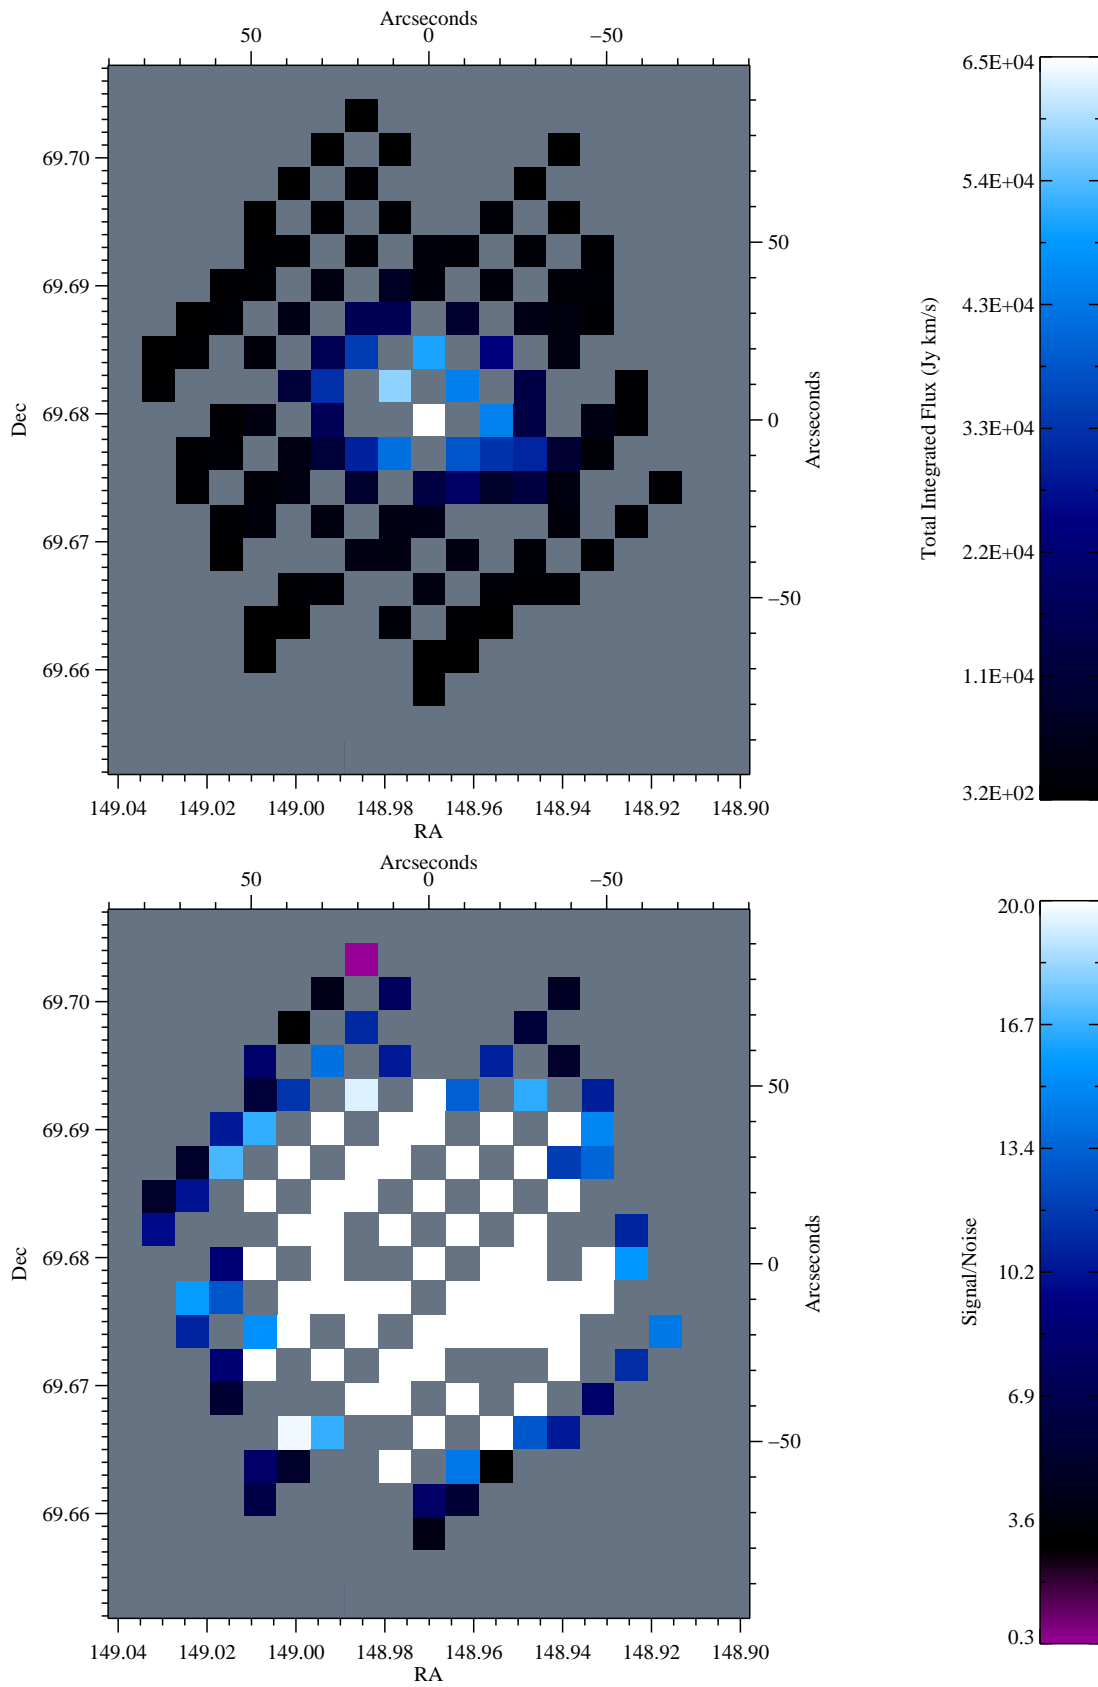 Arcseconds
50 0 −50
6.5E+04
69.70
5.4E+04
50
69.69
4.3E+04
Total Integrated Flux (Jy km/s)
Dec
69.68
0
Arcseconds
3.3E+04
2.2E+04
69.67
−50
1.1E+04
69.66
3.2E+02
149.04 149.02 149.00 148.98 148.96 148.94 148.92 148.90
RA
Arcseconds
50 0 −50
20.0
69.70
16.7
50
69.69
13.4
Signal/Noise
Dec
69.68
0
Arcseconds
10.2
69.67
6.9
−50
69.66
3.6
0.3
149.04 149.02 149.00 148.98 148.96 148.94 148.92 148.90
RA